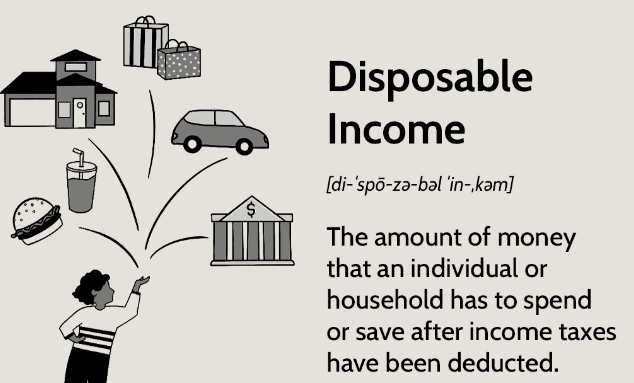 $
Disposable
Income
[di-ˈspō-zə-bəl ˈin-ˌkəm]
The amount of money
that an individual or
household has to spend
or save after income taxes
have been deducted.